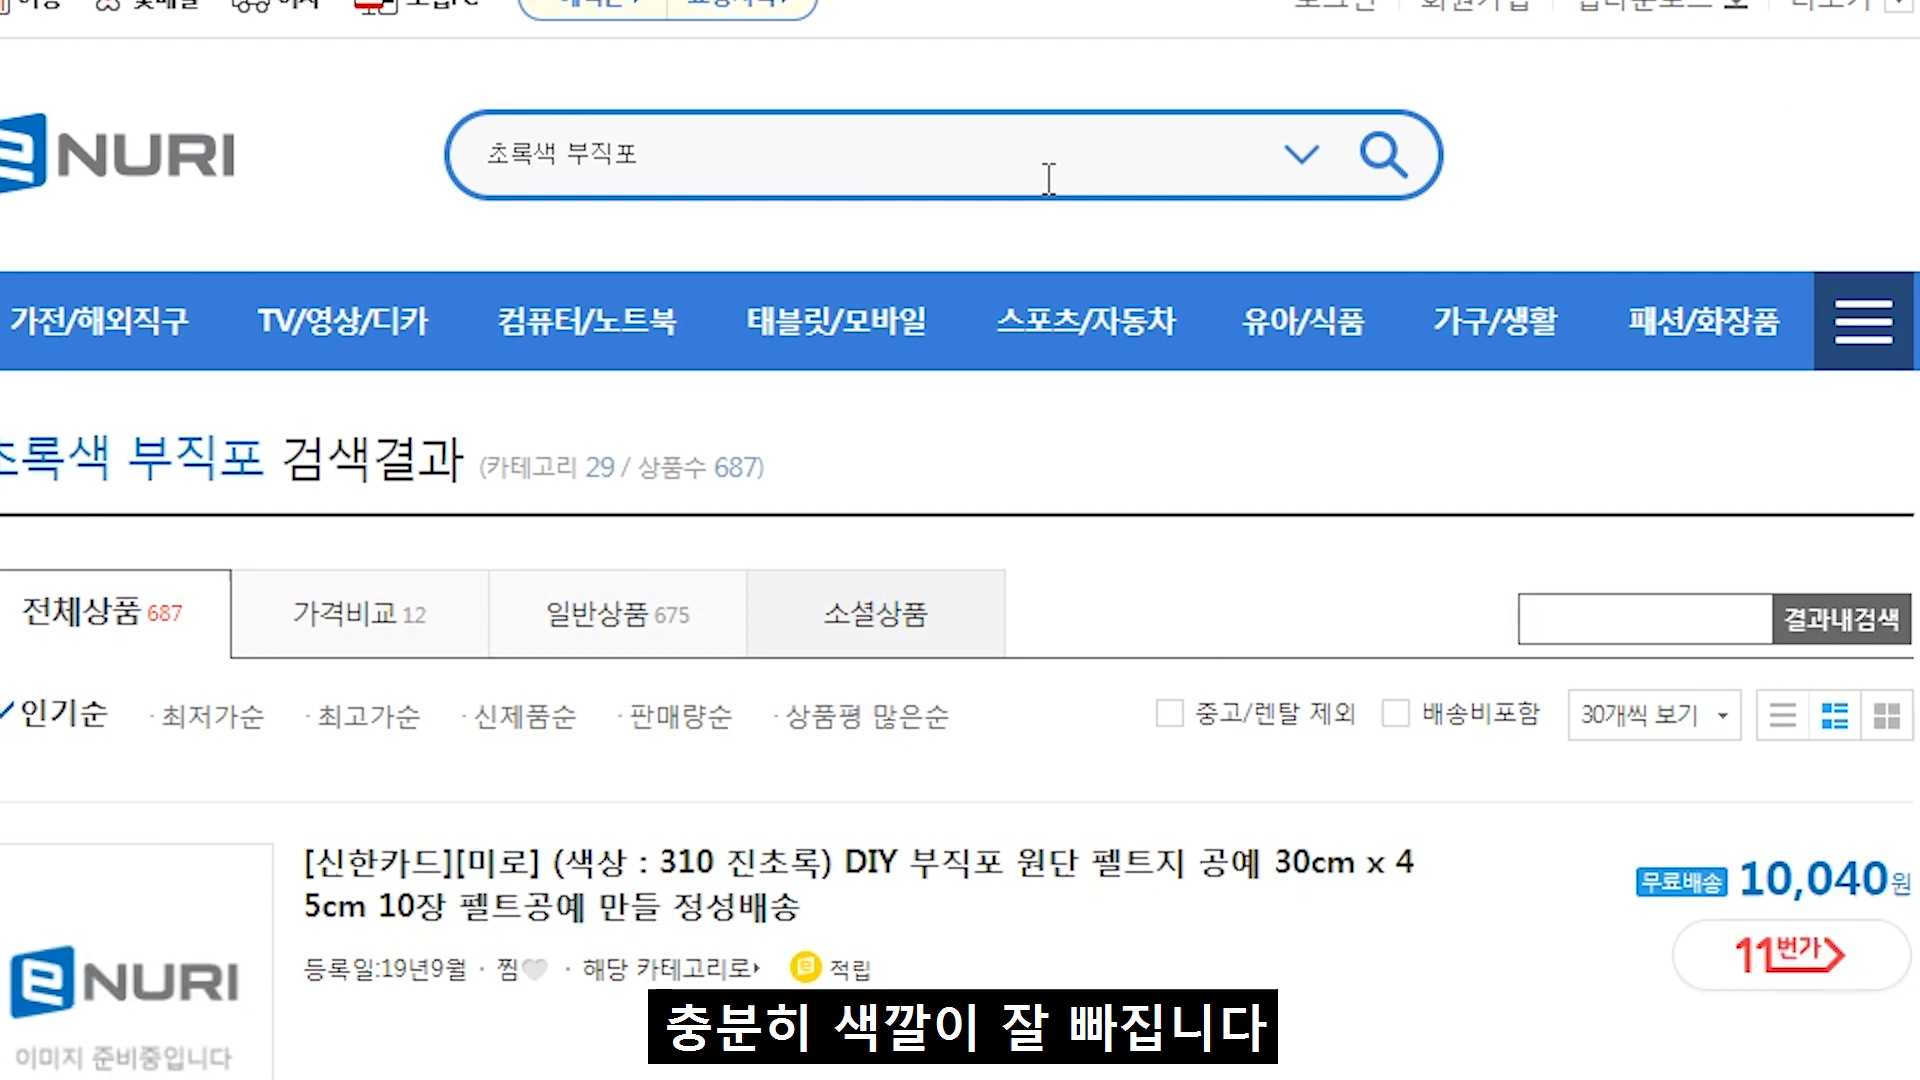 NURI
초록색 부직포
가전/해외직구 TV/영상/디카 컴퓨터/노트북 태블릿/모바일 스포츠/자동차 유아/식품 가구/생활 패션/화장품
초록색 부직포 검색결과 (카테고리 29 / 상품수 687)
전체상품 687 가격비교 12 일반상품 675 소셜상품 결과내검색
인기순 · 최저가순 · 최고가순 · 신제품순 · 판매량순 · 상품평 많은순 중고/렌탈 제외 배송비포함 30개씩 보기
[신한카드][미로] (색상 : 310 진초록) DIY 부직포 원단 펠트지 공예 30cm x 4
5cm 10장 펠트공예 만들 정성배송
무료배송 10,040원
11번가
등록일:19년9월 · 찜 · 해당 카테고리로 적립
e NURI
이미지 준비중입니다
충분히 색깔이 잘 빠집니다